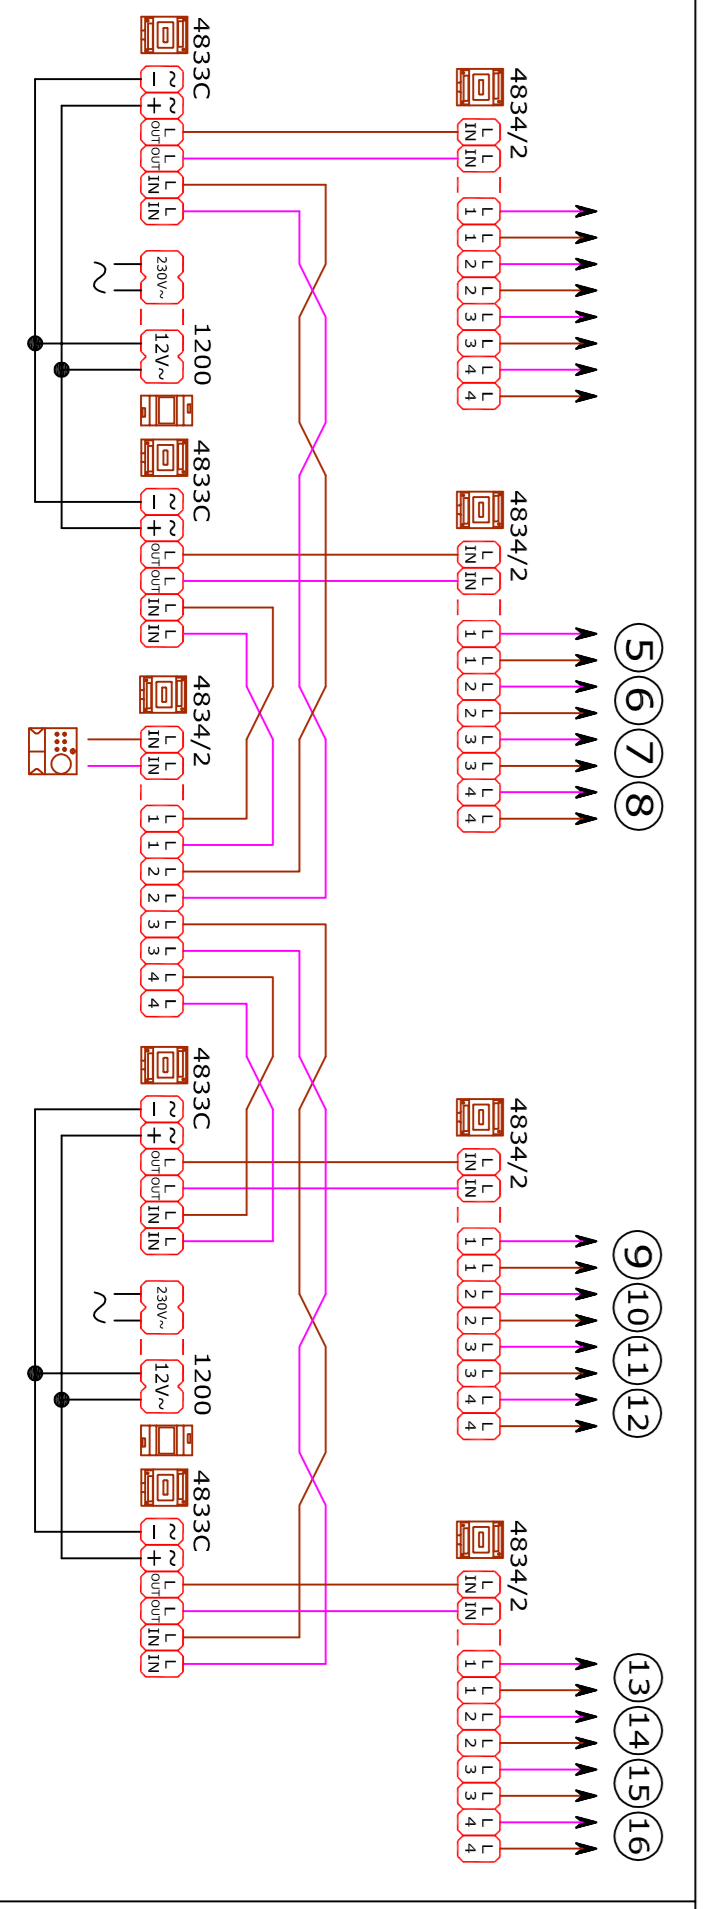 5 6 7 8 9 10 11 12 13 14 15 16
4834/2 4834/2 4834/2 4834/2
L L L L L L L L L L L L L L L L L L L L L L L L L L L L L L L L L L L L L L L L
IN IN 1 1 2 2 3 3 4 4 IN IN 1 1 2 2 3 3 4 4 IN IN 1 1 2 2 3 3 4 4 IN IN 1 1 2 2 3 3 4 4
4833C 1200 4833C 4834/2 4833C 1200 4833C
~ ~ L L L L 230V~ 12V~ ~ ~ L L L L L L L L L L L L L L ~ ~ L L L L 230V~ 12V~ ~ ~ L L L L
− + OUT OUT IN IN − + OUT OUT IN IN IN IN 1 1 2 2 3 3 4 4 − + OUT OUT IN IN − + OUT OUT IN IN
~ ~